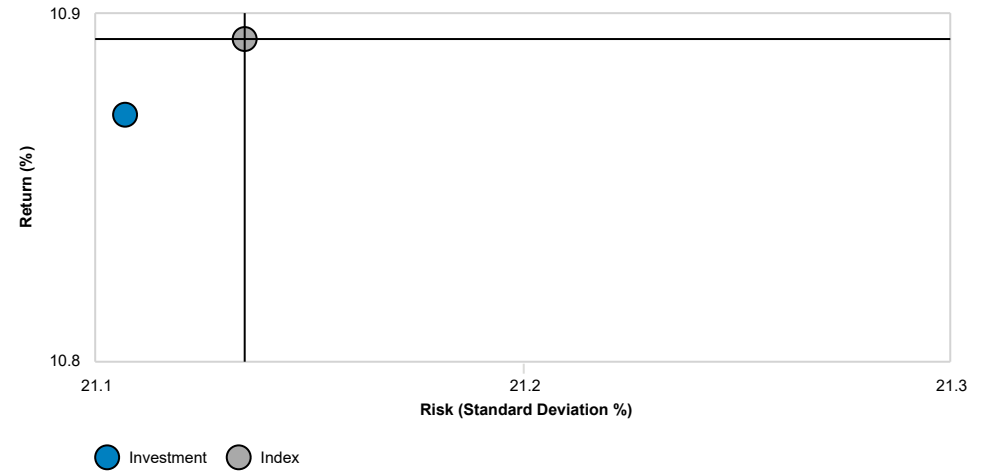 10.9
Return (%)
10.8
21.1 21.2 21.3
Risk (Standard Deviation %)
Investment Index